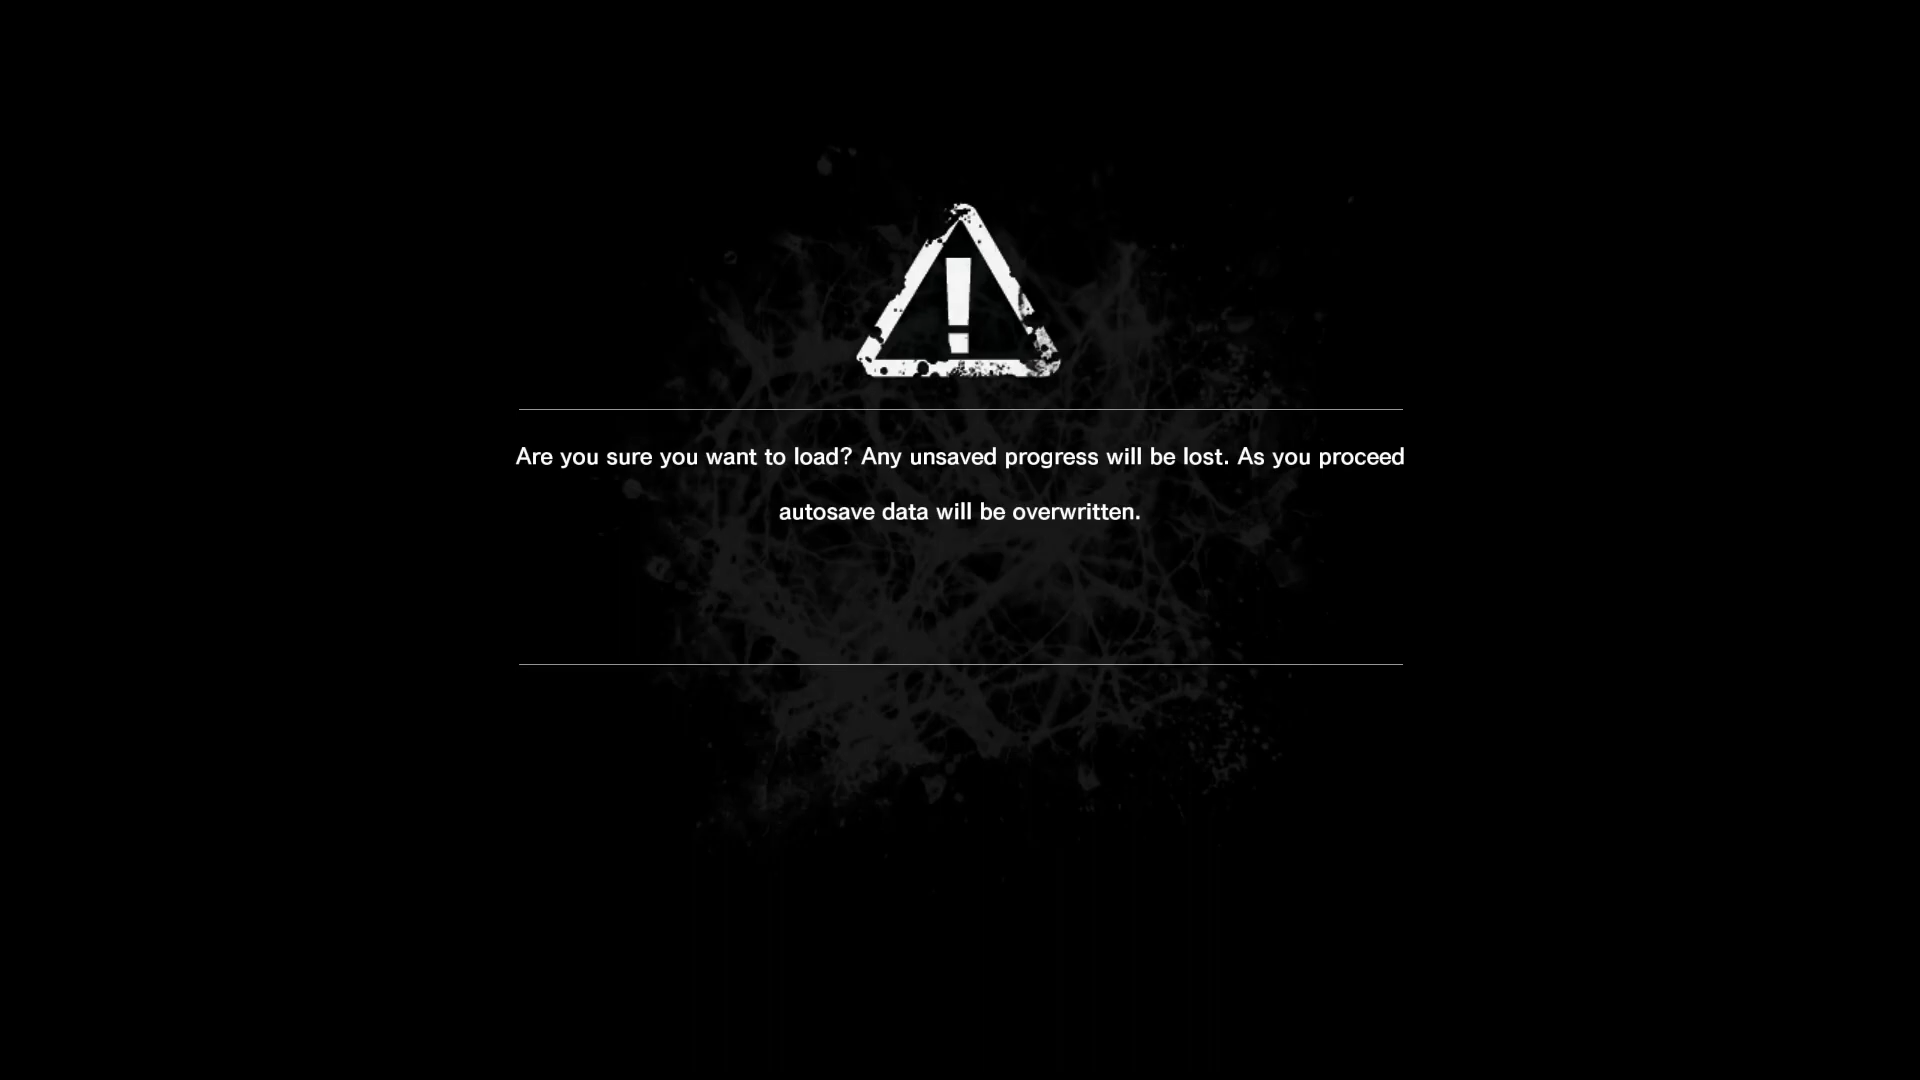 Are you sure you want to load? Any unsaved progress will be lost. As you proceed
autosave data will be overwritten.